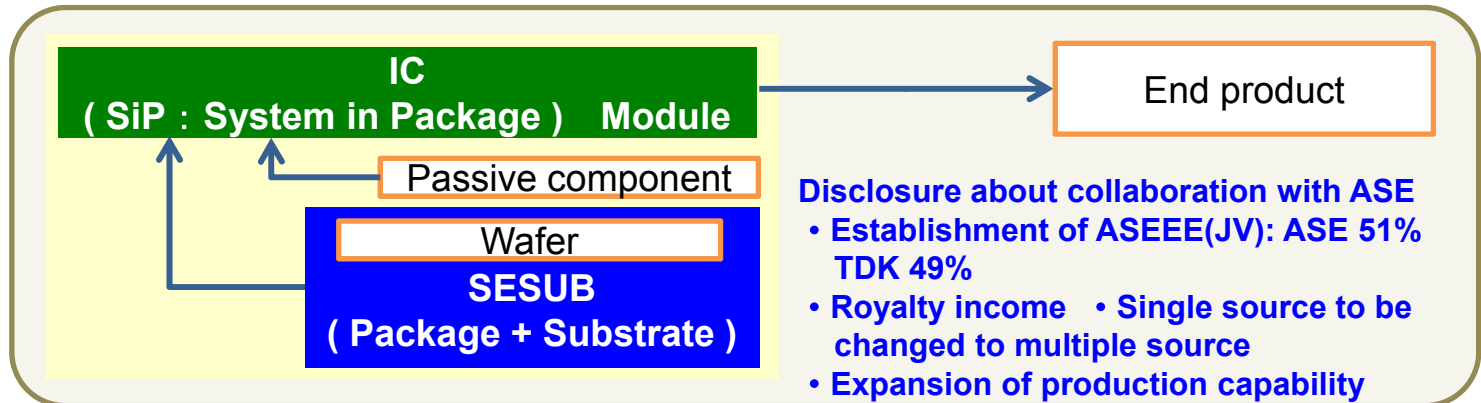 IC
( SiP : System in Package ) Module
End product
Passive component
Wafer
SESUB
( Package + Substrate )
Disclosure about collaboration with ASE
• Establishment of ASEEE(JV): ASE 51%
TDK 49%
• Royalty income • Single source to be
changed to multiple source
• Expansion of production capability